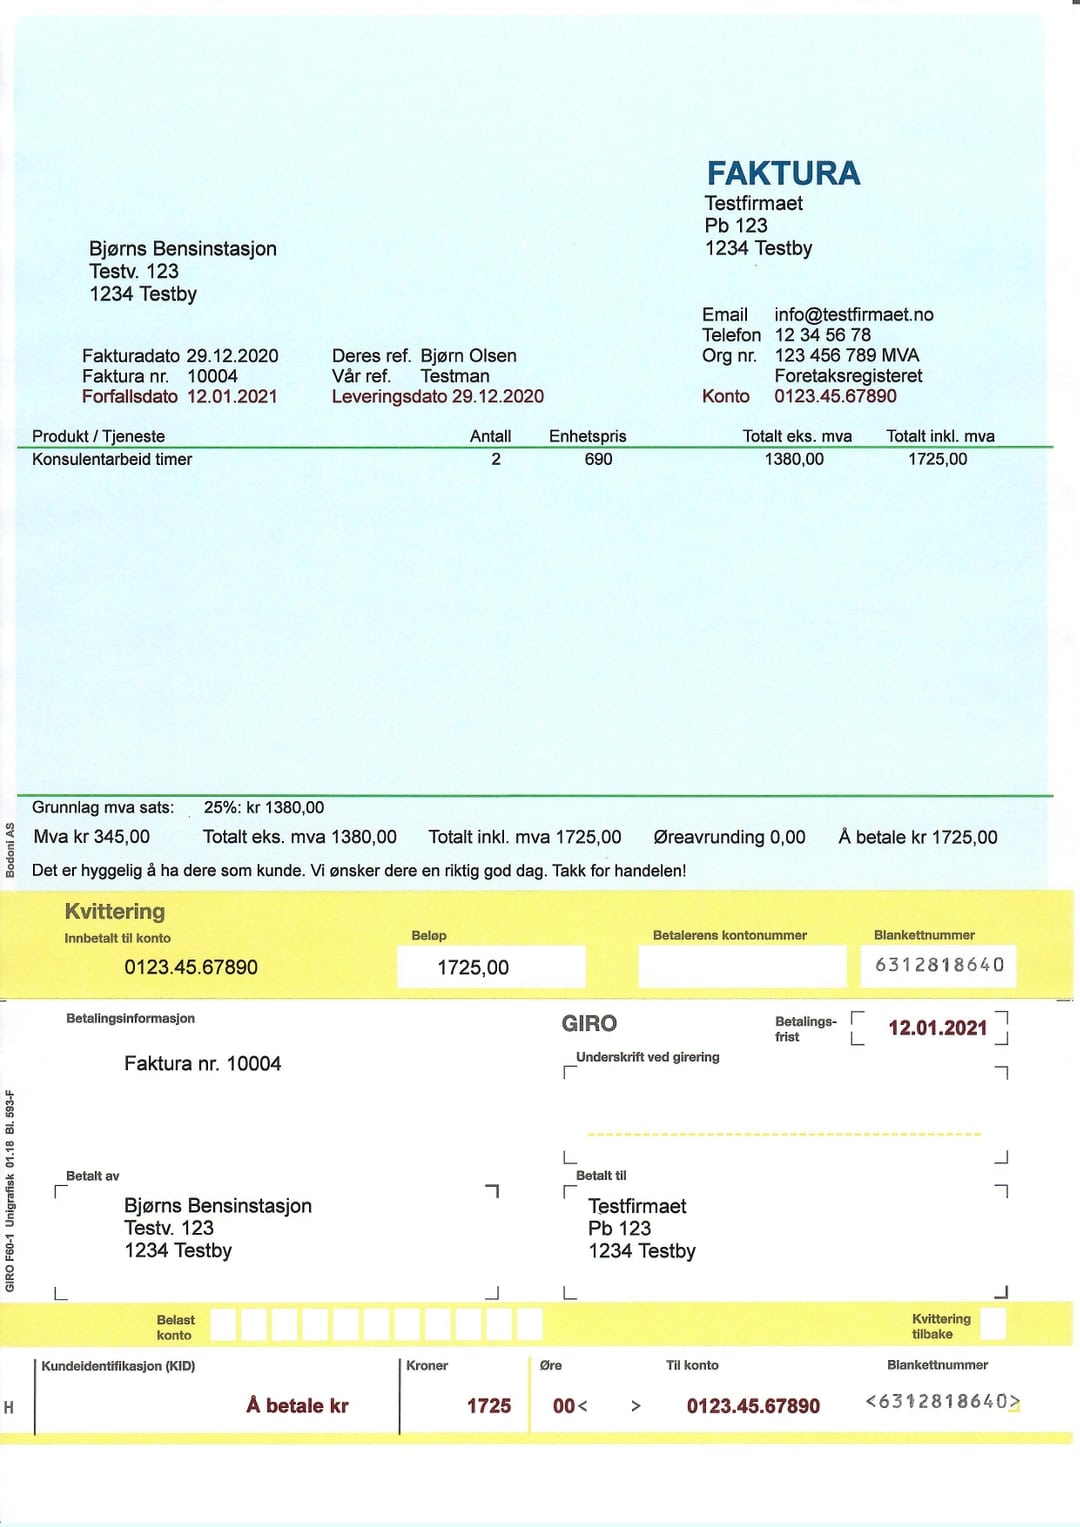 FAKTURA
Testfirmaet
Pb 123
1234 Testby
Bjørns Bensinstasjon
Testv. 123
1234 Testby
Email info@testfirmaet.no
Telefon 12 34 56 78
Org nr. 123 456 789 MVA
Foretaksregisteret
Konto 0123.45.67890
Fakturadato 29.12.2020 Deres ref. Bjørn Olsen
Faktura nr. 10004 Vår ref. Testman
Forfallsdato 12.01.2021 Leveringsdato 29.12.2020
Produkt / Tjeneste Antall Enhetspris Totalt eks. mva Totalt inkl. mva
Konsulentarbeid timer 2 690 1380,00 1725,00
Grunnlag mva sats: 25%: kr 1380,00
Mva kr 345,00 Totalt eks. mva 1380,00 Totalt inkl. mva 1725,00 Øreavrunding 0,00 Å betale kr 1725,00
Det er hyggelig å ha dere som kunde. Vi ønsker dere en riktig god dag. Takk for handelen!
Bodoni AS
Kvittering
Innbetalt til konto Beløp Betalerens kontonummer Blankettnummer
0123.45.67890 1725,00 6312818640
Betalingsinformasjon GIRO Betalings-
frist 12.01.2021
Faktura nr. 10004
Underskrift ved girering
Betalt av
Bjørns Bensinstasjon
Testv. 123
1234 Testby
Betalt til
Testfirmaet
Pb 123
1234 Testby
GIRO F60-1 Unigrafisk 01.18 Bl. 593-F
Belast
konto
Kvittering
tilbake
Kundeidentifikasjon (KID) Kroner Øre Til konto Blankettnummer
H Å betale kr 1725 00< > 0123.45.67890 <6312818640>